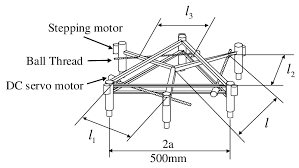 l3
Stepping motor
Ball Thread
DC servo motor
l2
l1
l
2a
500mm